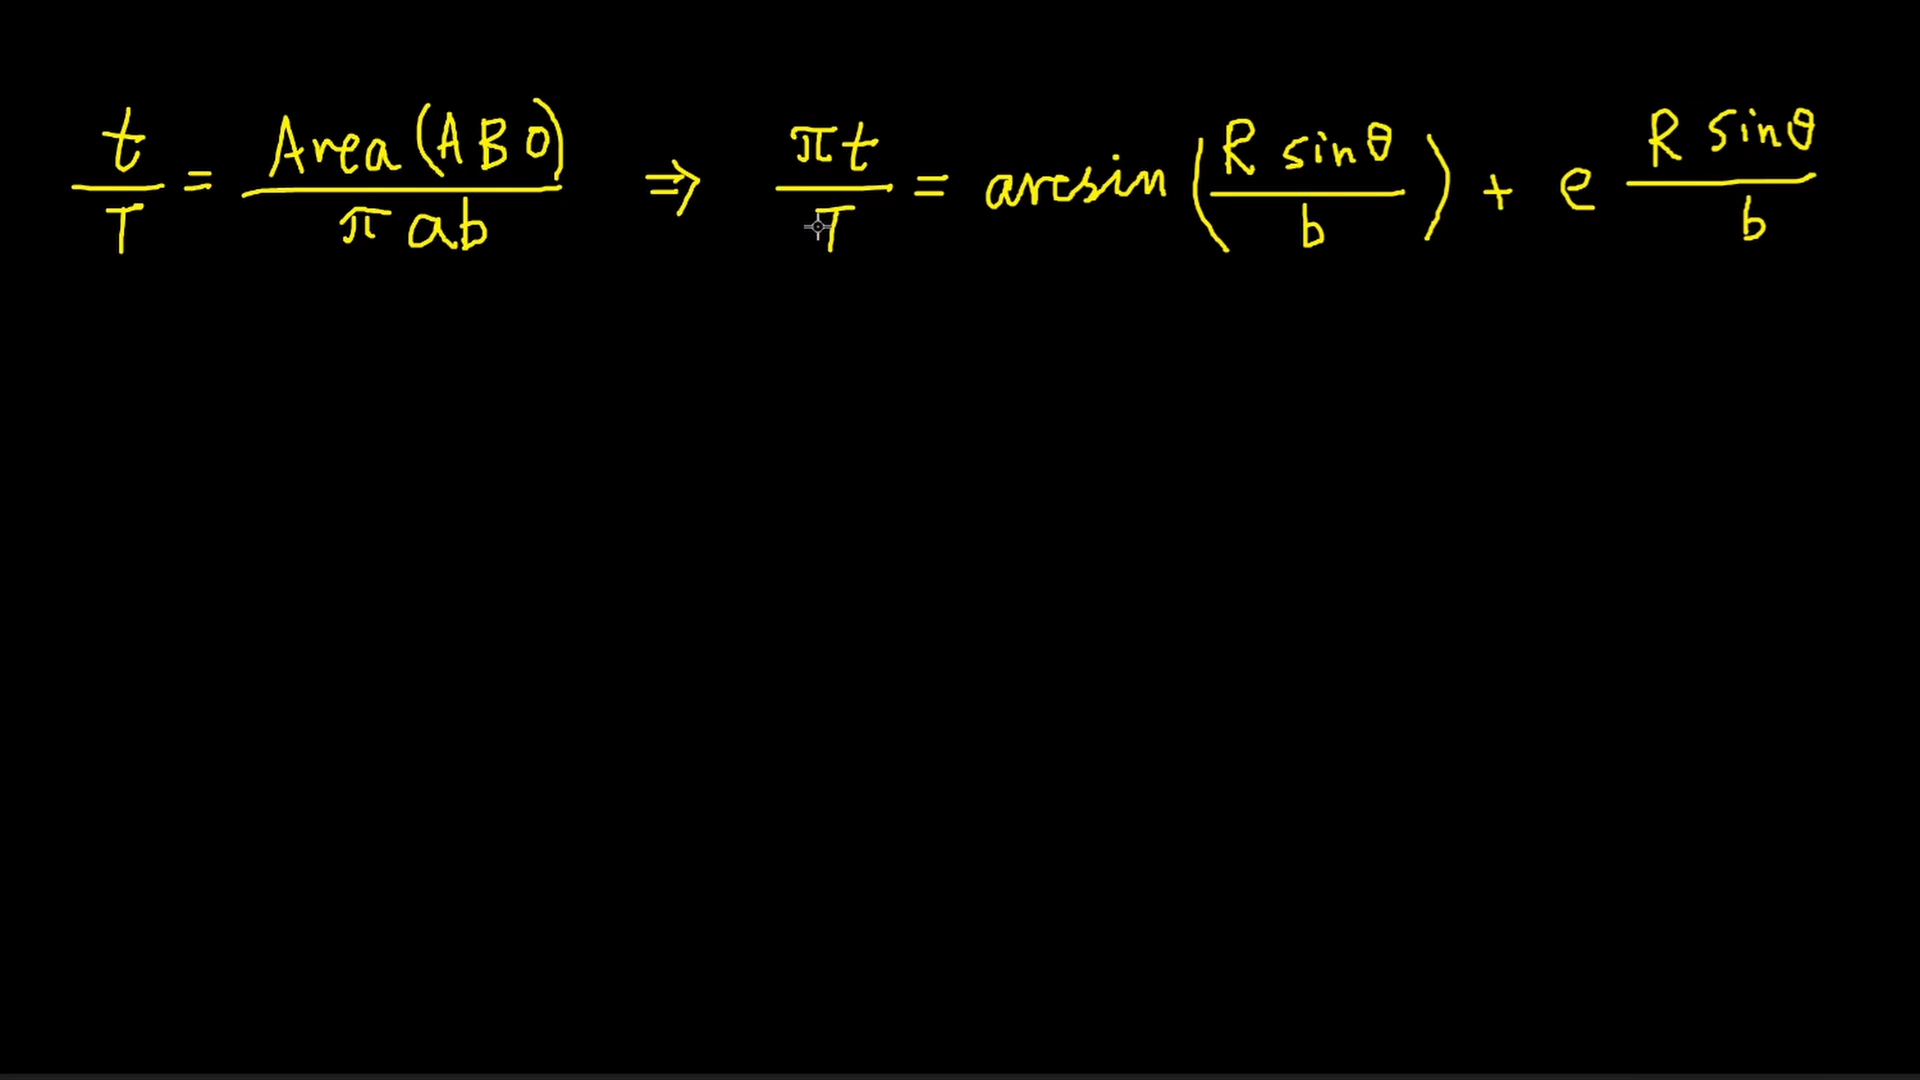 t/T = Area(ABO)/πab ⇒ πt/T = arcsin(R sinθ/b) + e R sinθ/b